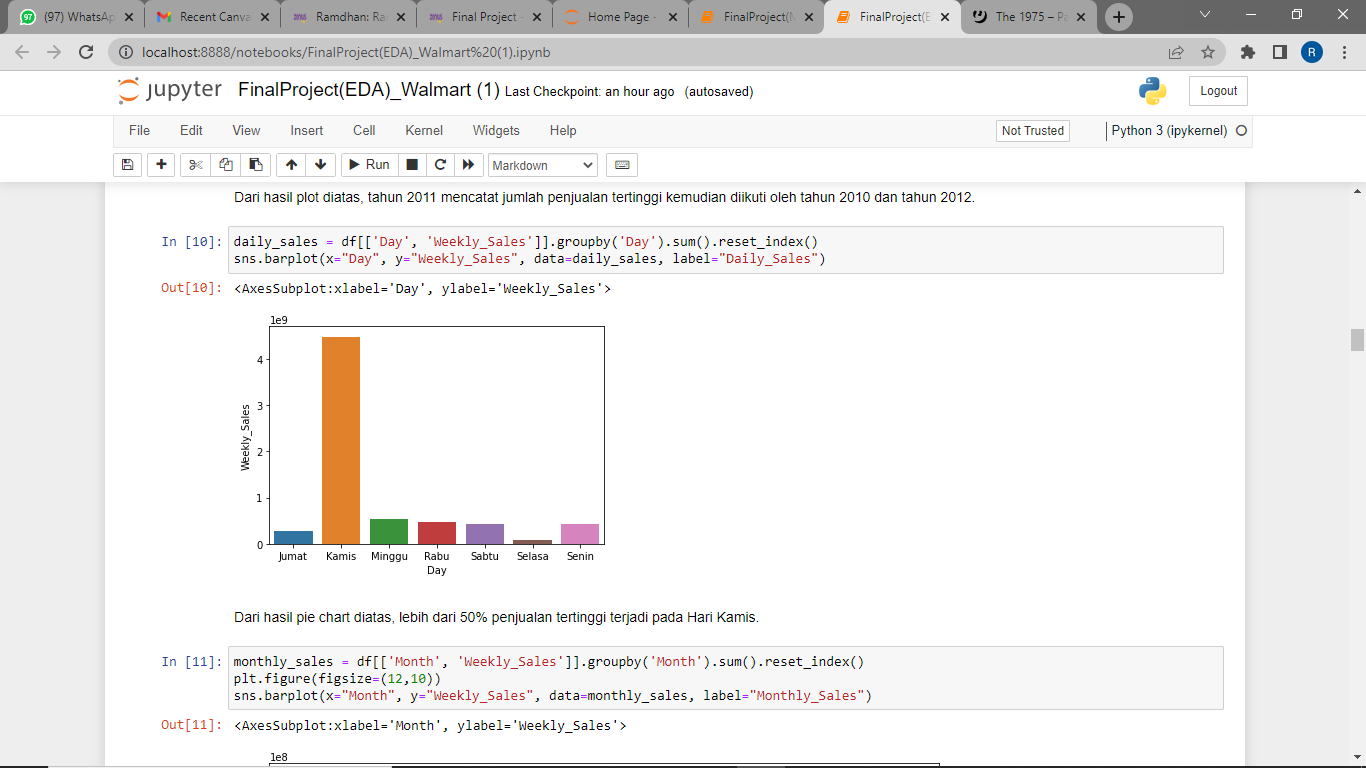 (97) WhatsAp
Recent Canva
Ramdhan: Ra
Final Project -
Home Page -
FinalProject(
FinalProject(E
The 1975 – Pa
localhost:8888/notebooks/FinalProject(EDA)_Walmart%20(1).ipynb
R
jupyter FinalProject(EDA)_Walmart (1) Last Checkpoint: an hour ago (autosaved)
Logout
File Edit View Insert Cell Kernel Widgets Help
Not Trusted
Python 3 (ipykernel)
Run
Markdown
Dari hasil plot diatas, tahun 2011 mencatat jumlah penjualan tertinggi kemudian diikuti oleh tahun 2010 dan tahun 2012.
In [10]: daily_sales = df[['Day', 'Weekly_Sales']].groupby('Day').sum().reset_index()
sns.barplot(x="Day", y="Weekly_Sales", data=daily_sales, label="Daily_Sales")
Out[10]: <AxesSubplot:xlabel='Day', ylabel='Weekly_Sales'>
1e9
4
3
2
1
0
Weekly_Sales
Jumat Kamis Minggu Rabu Sabtu Selasa Senin
Day
Dari hasil pie chart diatas, lebih dari 50% penjualan tertinggi terjadi pada Hari Kamis.
In [11]: monthly_sales = df[['Month', 'Weekly_Sales']].groupby('Month').sum().reset_index()
plt.figure(figsize=(12,10))
sns.barplot(x="Month", y="Weekly_Sales", data=monthly_sales, label="Monthly_Sales")
Out[11]: <AxesSubplot:xlabel='Month', ylabel='Weekly_Sales'>
1e8